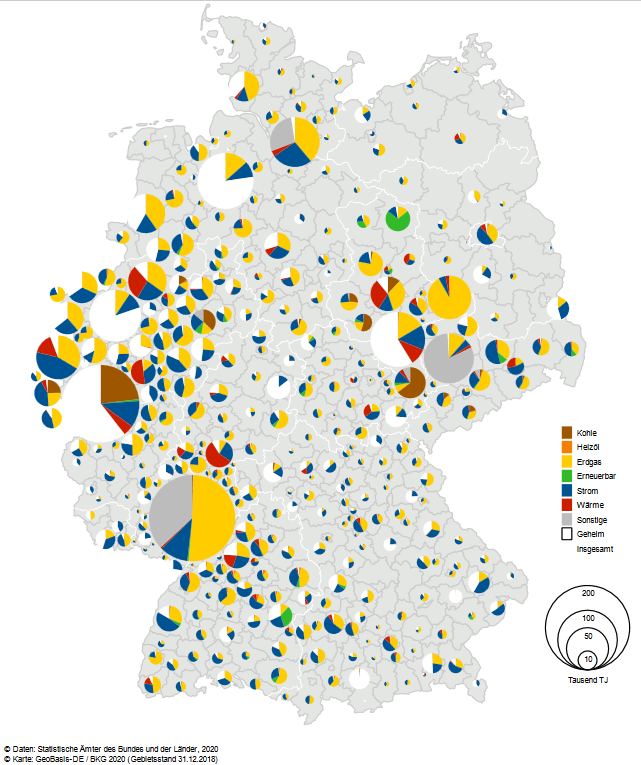 Kohle
Heizöl
Erdgas
Erneuerbar
Strom
Wärme
Sonstige
Geheim
Insgesamt
200
100
50
10
Tausend TJ
© Daten: Statistische Ämter des Bundes und der Länder, 2020
© Karte: GeoBasis-DE / BKG 2020 (Gebietsstand 31.12.2018)